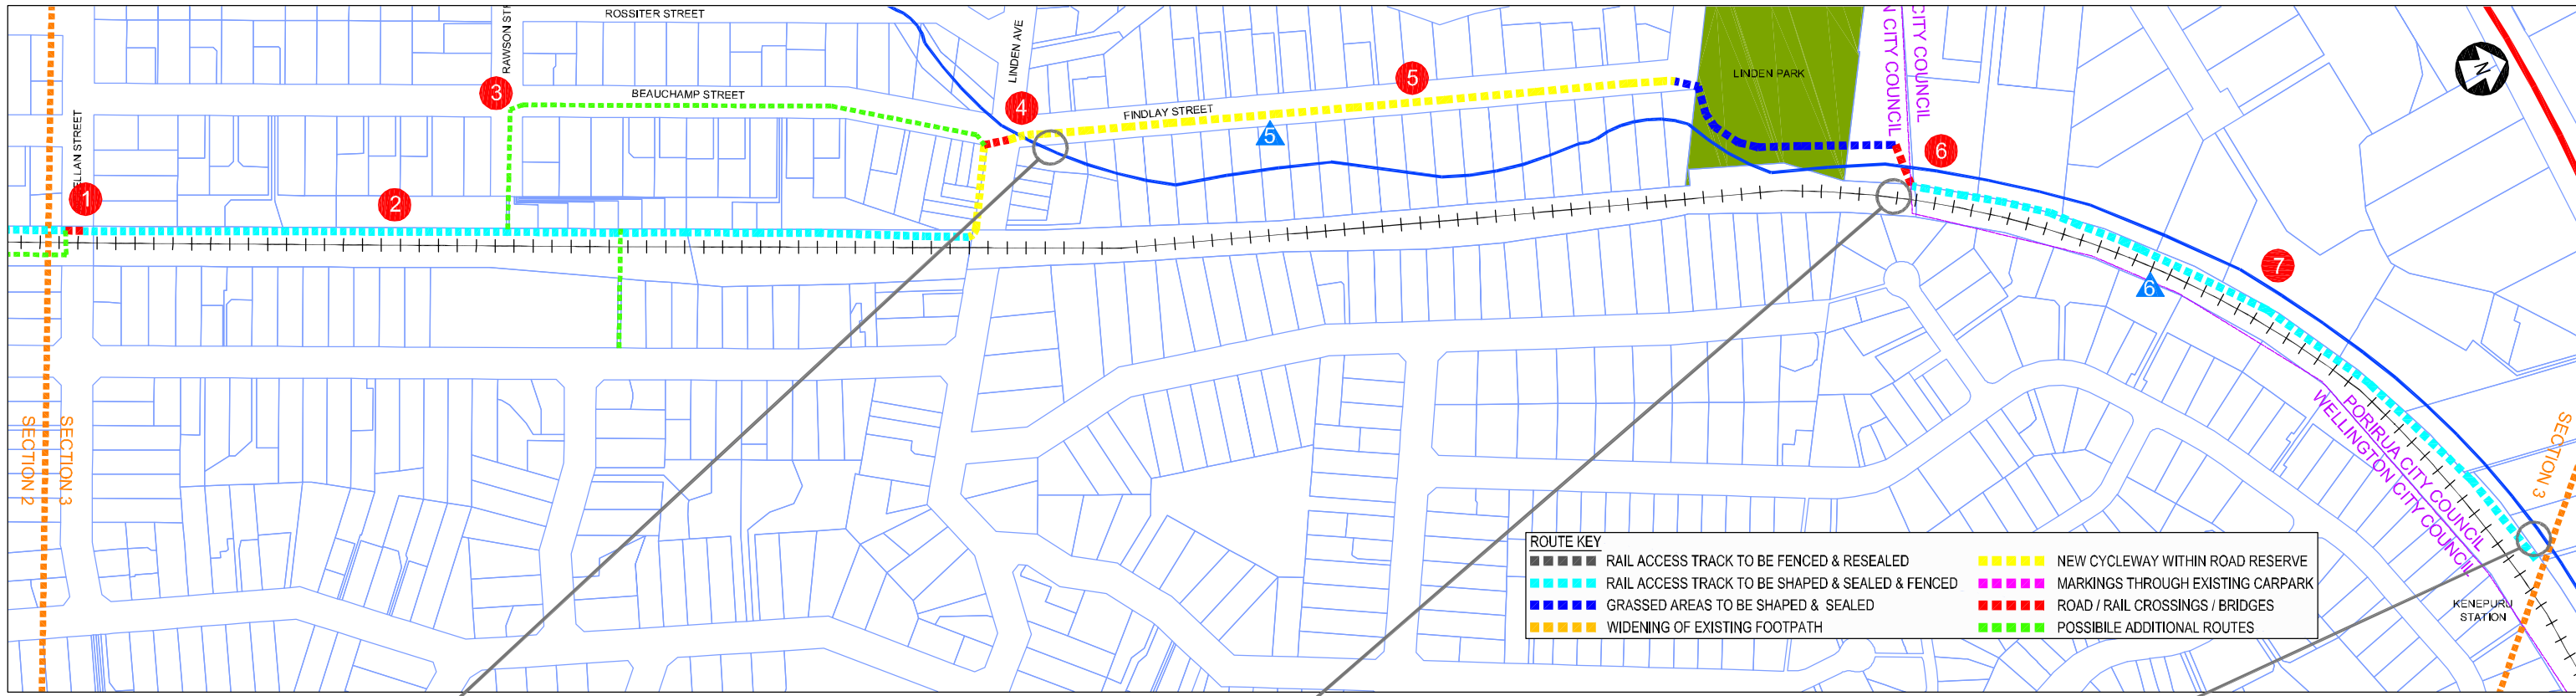 ROSSITER STREET
RAWSON STR
LINDEN AVE
CITY COUNCIL
N CITY COUNCIL
N
LINDEN PARK
3
BEAUCHAMP STREET
4
FINDLAY STREET
5
5
ELLAN STREET
1
2
6
7
6
SECTION 2
SECTION 3
PORIRUA CITY COUNCIL
WELLINGTON CITY COUNCIL
SECTION 3
KENEPURU
STATION
ROUTE KEY
RAIL ACCESS TRACK TO BE FENCED & RESEALED
RAIL ACCESS TRACK TO BE SHAPED & SEALED & FENCED
GRASSED AREAS TO BE SHAPED & SEALED
WIDENING OF EXISTING FOOTPATH
NEW CYCLEWAY WITHIN ROAD RESERVE
MARKINGS THROUGH EXISTING CARPARK
ROAD / RAIL CROSSINGS / BRIDGES
POSSIBILE ADDITIONAL ROUTES